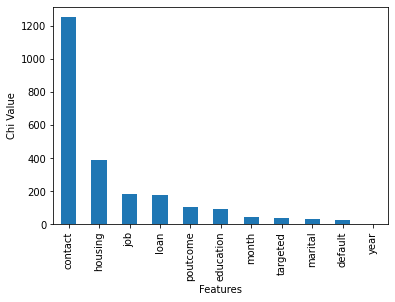 1200
1000
800
600
400
200
0
Chi Value
contact
housing
job
loan
poutcome
education
month
targeted
marital
default
year
Features